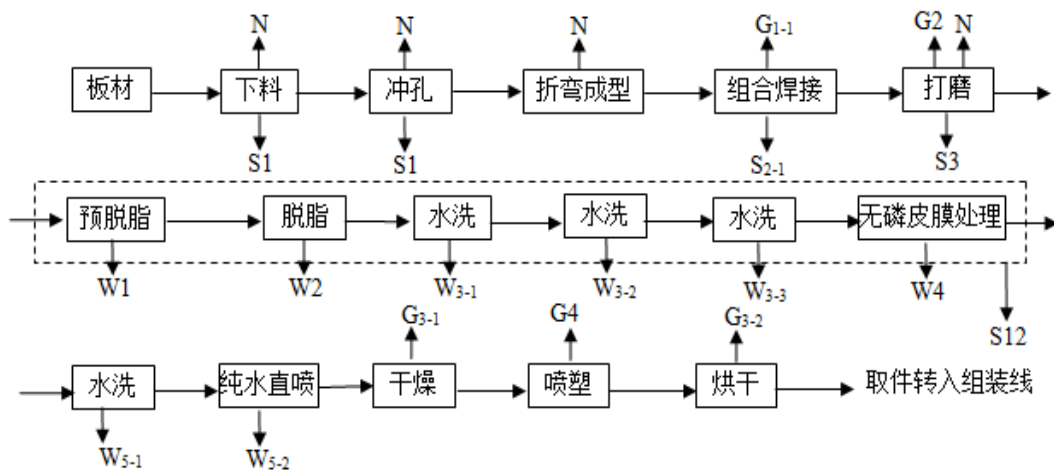 N N N G1-1 G2 N
板材 下料 冲孔 折弯成型 组合焊接 打磨
S1 S1 S2-1 S3
预脱脂 脱脂 水洗 水洗 水洗 无磷皮膜处理
W1 W2 W3-1 W3-2 W3-3 W4
S12
G3-1 G4 G3-2
水洗 纯水直喷 干燥 喷塑 烘干 取件转入组装线
W5-1 W5-2